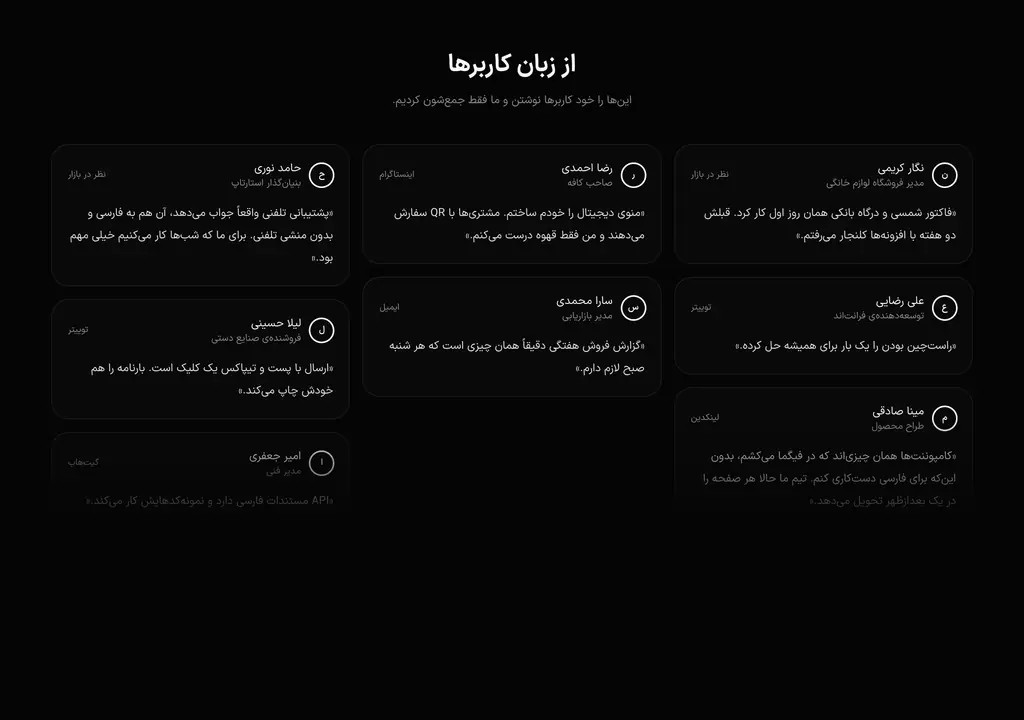 از زبان کاربرها
این‌ها را خود کاربرها نوشتن و ما فقط جمع‌شون کردیم.
ن
نگار کریمی
مدیر فروشگاه لوازم خانگی
نظر در بازار
«فاکتور شمسی و درگاه بانکی همان روز اول کار کرد. قبلش
دو هفته با افزونه‌ها کلنجار می‌رفتم.»
ع
علی رضایی
توسعه‌دهنده‌ی فرانت‌اند
توییتر
«راست‌چین بودن را یک بار برای همیشه حل کرده.»
م
مینا صادقی
طراح محصول
لینکدین
«کامپوننت‌ها همان چیزی‌اند که در فیگما می‌کشم، بدون
این‌که برای فارسی دست‌کاری کنم. تیم ما حالا هر صفحه را
در یک بعدازظهر تحویل می‌دهد.»
ر
رضا احمدی
صاحب کافه
اینستاگرام
«منوی دیجیتال را خودم ساختم. مشتری‌ها با QR سفارش
می‌دهند و من فقط قهوه درست می‌کنم.»
س
سارا محمدی
مدیر بازاریابی
ایمیل
«گزارش فروش هفتگی دقیقاً همان چیزی است که هر شنبه
صبح لازم دارم.»
ح
حامد نوری
بنیان‌گذار استارتاپ
نظر در بازار
«پشتیبانی تلفنی واقعاً جواب می‌دهد، آن هم به فارسی و
بدون منشی تلفنی. برای ما که شب‌ها کار می‌کنیم خیلی مهم
بود.»
ل
لیلا حسینی
فروشنده‌ی صنایع دستی
توییتر
«ارسال با پست و تیپاکس یک کلیک است. بارنامه را هم
خودش چاپ می‌کند.»
ا
امیر جعفری
مدیر فنی
گیت‌هاب
«API مستندات فارسی دارد و نمونه‌کدهایش کار می‌کند.»